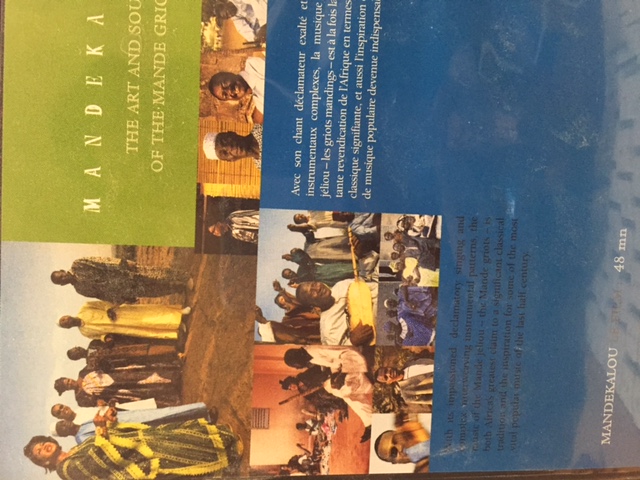 MANDEKA
THE ART AND SOU
OF THE MANDE GRIO
Avec son chant déclamateur exalté et
instrumentaux complexes, la musique
jéliou – les griots mandings – est à la fois la
tante revendication de l'Afrique en termes
classique signifiante, et aussi l'inspiration
de musique populaire devenue indispensa
With its impassioned, declamatory singing and
complex interweaving instrumental patterns, the
music of the Mande jeliou – the Mande griots – is
both Africa's greatest claim to a significant classical
tradition and the inspiration for some of the most
vital popular music of the last half century.
MANDEKALOU LE FILM : 48 mn